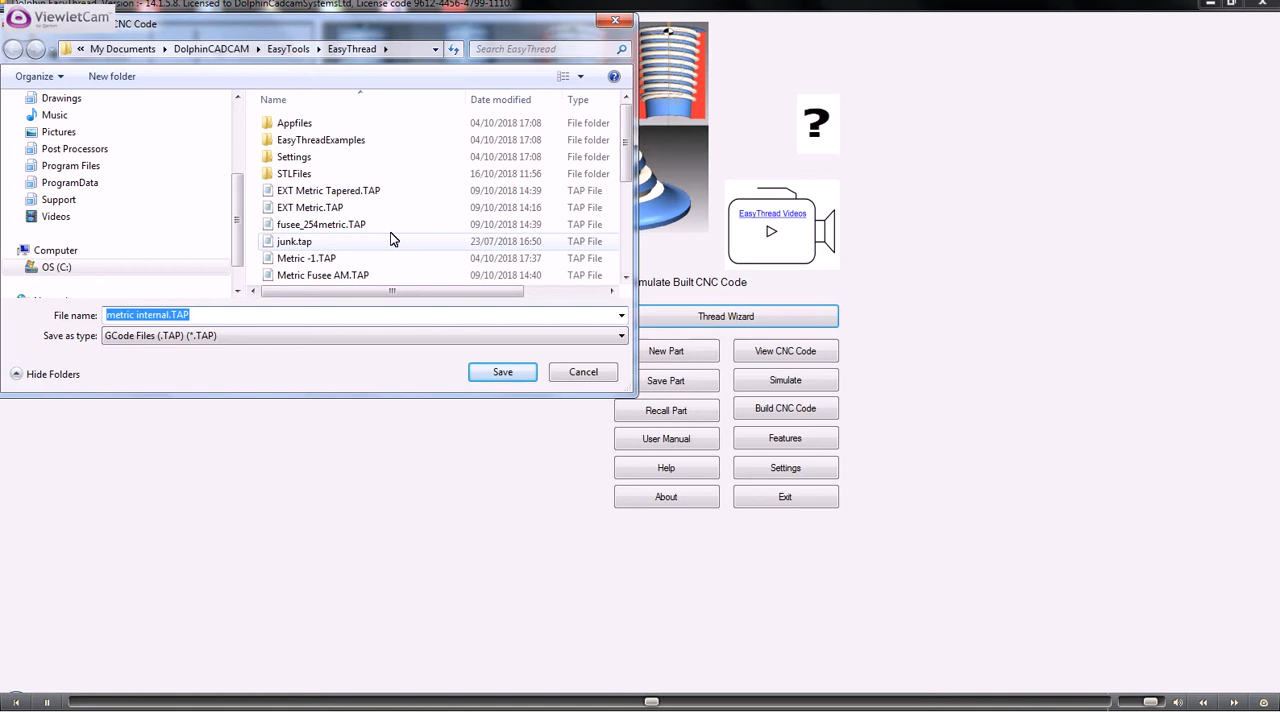 Dolphin EasyThread Version :- 14.1.5.8. Licensed to DolphinCadcamSystemsLtd, License code 9612-4456-4799-1110.
ViewletCam
CNC Code
« My Documents DolphinCADCAM EasyTools EasyThread
Search EasyThread
Organize
New folder
Drawings
Music
Pictures
Post Processors
Program Files
ProgramData
Support
Videos
Computer
OS (C:)
Name Date modified Type
Appfiles 04/10/2018 17:08 File folder
EasyThreadExamples 04/10/2018 17:08 File folder
Settings 04/10/2018 17:08 File folder
STLFiles 16/10/2018 11:56 File folder
EXT Metric Tapered.TAP 09/10/2018 14:39 TAP File
EXT Metric.TAP 09/10/2018 14:16 TAP File
fusee_254metric.TAP 09/10/2018 14:39 TAP File
junk.tap 23/07/2018 16:50 TAP File
Metric -1.TAP 04/10/2018 17:37 TAP File
Metric Fusee AM.TAP 09/10/2018 14:40 TAP File
File name: metric internal.TAP
Save as type: GCode Files (.TAP) (*.TAP)
Hide Folders
Save
Cancel
?
EasyThread Videos
mulate Built CNC Code
Thread Wizard
New Part View CNC Code
Save Part Simulate
Recall Part Build CNC Code
User Manual Features
Help Settings
About Exit